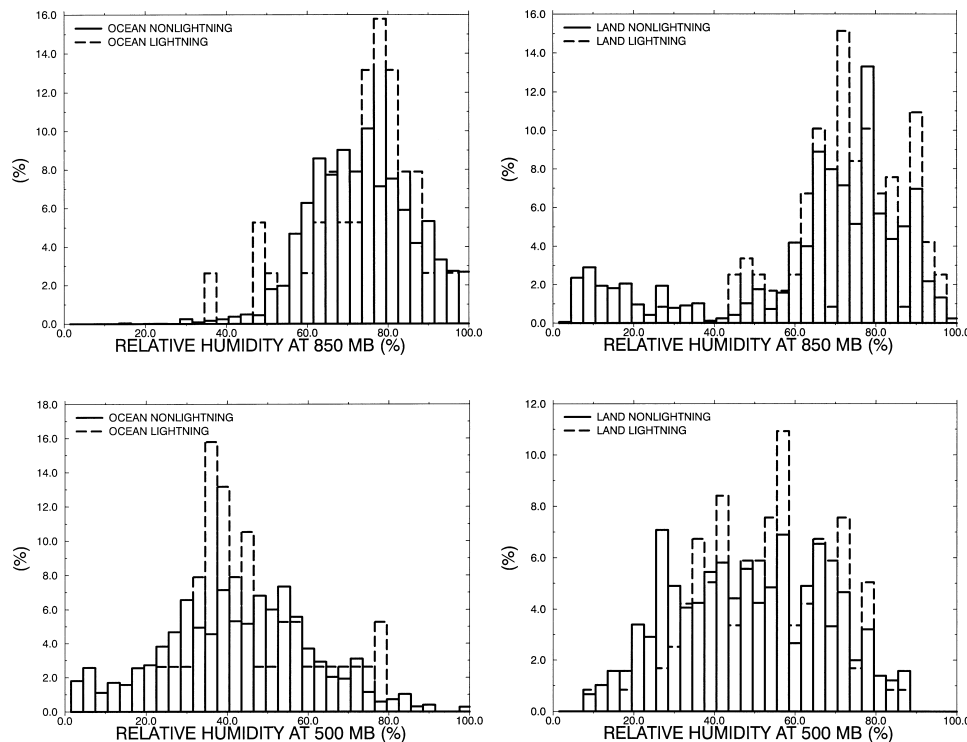 16.0
14.0
12.0
10.0
8.0
6.0
4.0
2.0
0.0
(%)
OCEAN NONLIGHTNING
OCEAN LIGHTNING
0.0 20.0 40.0 60.0 80.0 100.0
RELATIVE HUMIDITY AT 850 MB (%)
16.0
14.0
12.0
10.0
8.0
6.0
4.0
2.0
0.0
(%)
LAND NONLIGHTNING
LAND LIGHTNING
0.0 20.0 40.0 60.0 80.0 100.0
RELATIVE HUMIDITY AT 850 MB (%)
18.0
16.0
14.0
12.0
10.0
8.0
6.0
4.0
2.0
0.0
(%)
OCEAN NONLIGHTNING
OCEAN LIGHTNING
0.0 20.0 40.0 60.0 80.0 100.0
RELATIVE HUMIDITY AT 500 MB (%)
12.0
10.0
8.0
6.0
4.0
2.0
0.0
(%)
LAND NONLIGHTNING
LAND LIGHTNING
0.0 20.0 40.0 60.0 80.0 100.0
RELATIVE HUMIDITY AT 500 MB (%)